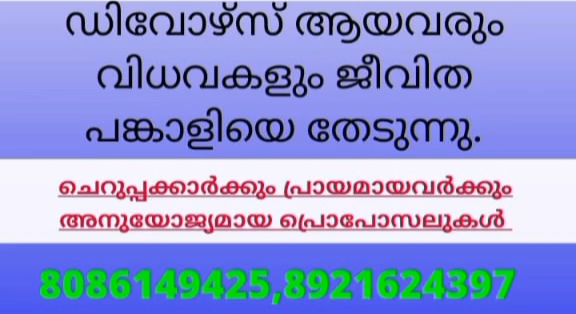 ഡിവോഴ്സ് ആയവരും
വിധവകളും ജീവിത
പങ്കാളിയെ തേടുന്നു.
ചെറുപ്പക്കാർക്കും പ്രായമായവർക്കും
അനുയോജ്യമായ പ്രൊപോസലുകൾ
8086149425,8921624397